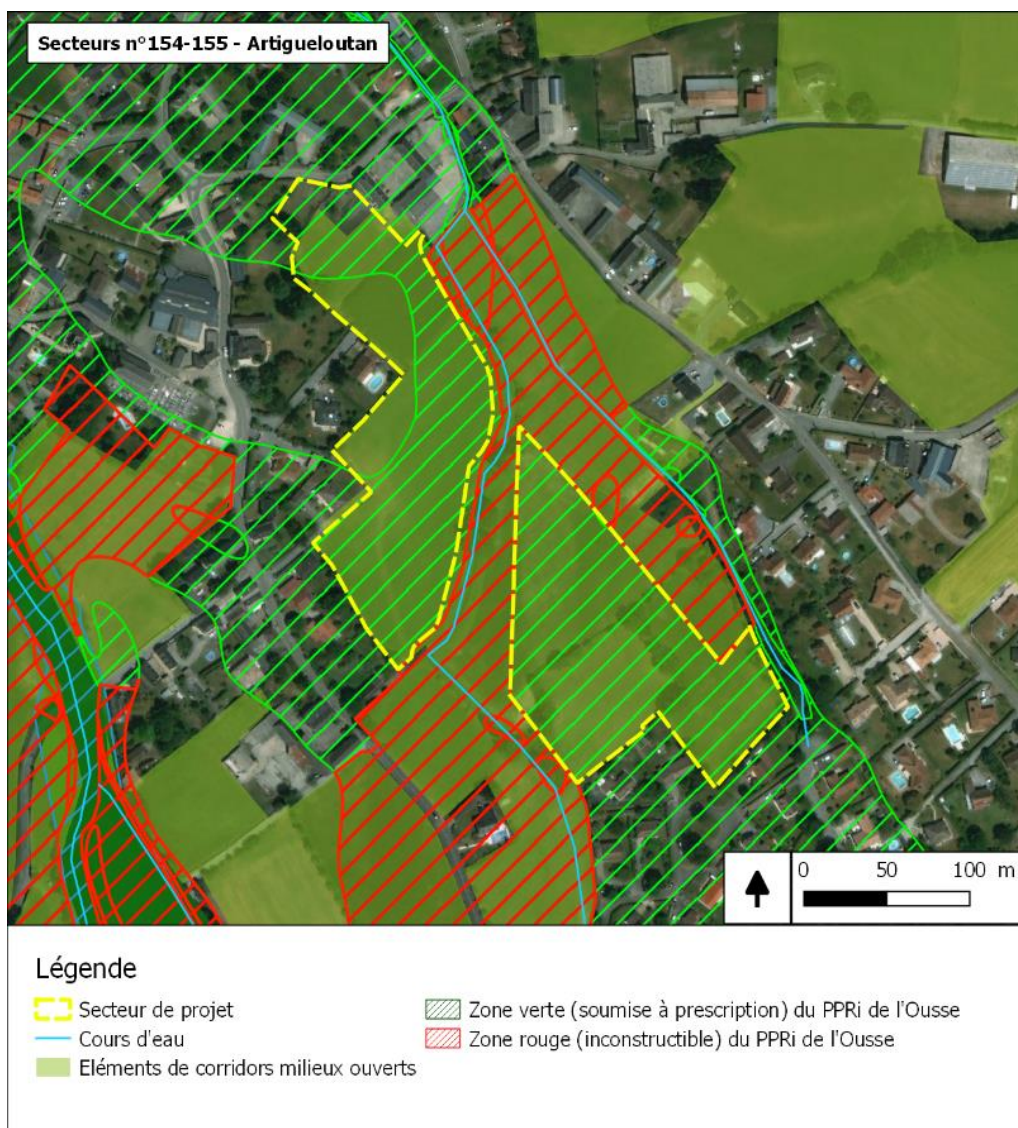 Secteurs n°154-155 - Artigueloutan
0 50 100 m
Légende
Secteur de projet
Cours d'eau
Eléments de corridors milieux ouverts
Zone verte (soumise à prescription) du PPRi de l'Ousse
Zone rouge (inconstructible) du PPRi de l'Ousse